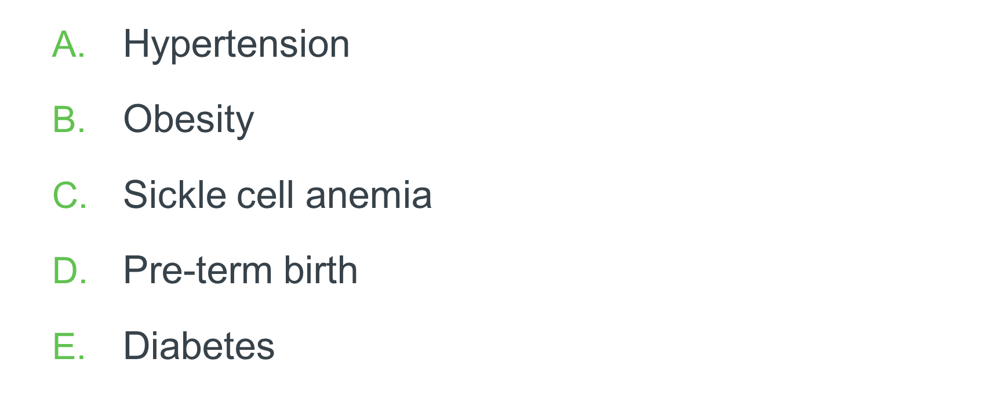 A. Hypertension
B. Obesity
C. Sickle cell anemia
D. Pre-term birth
E. Diabetes